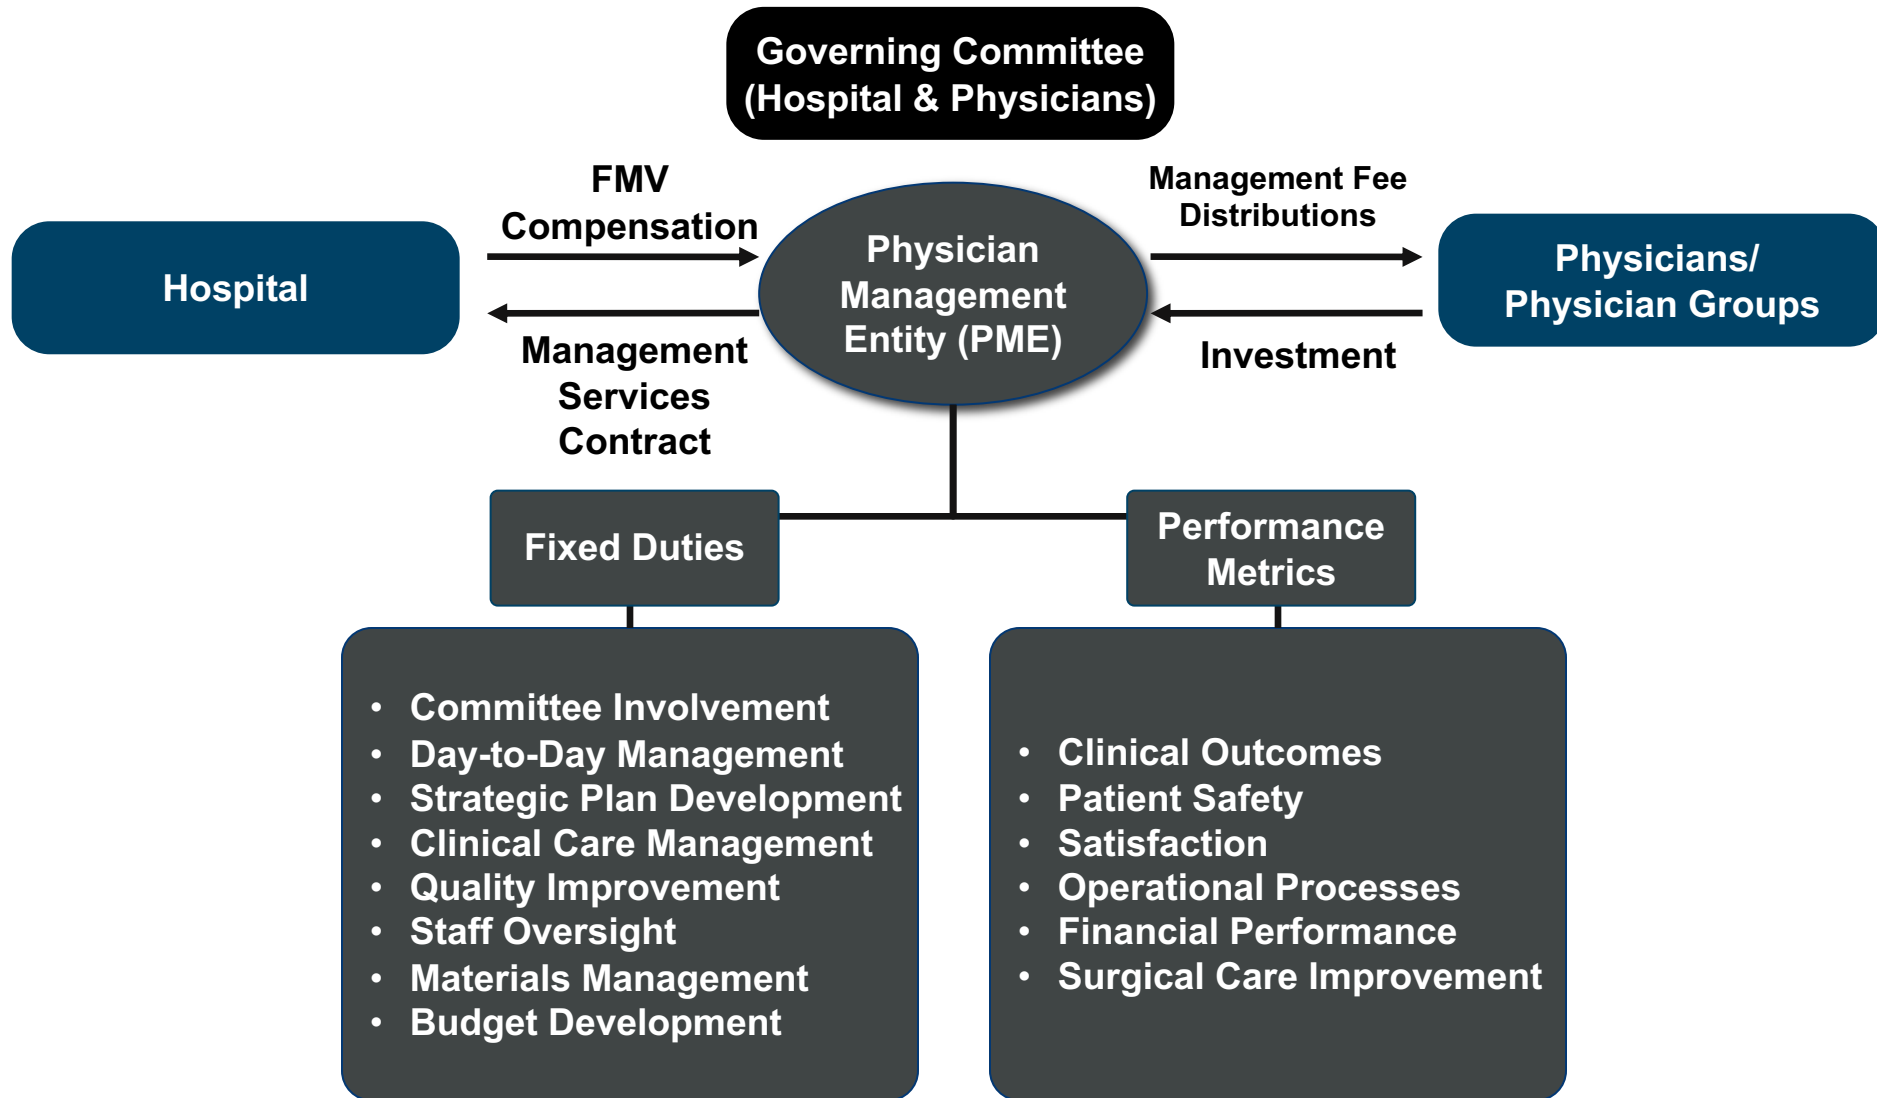 Governing Committee
(Hospital & Physicians)
FMV
Compensation
Management Fee
Distributions
Hospital
Physician
Management
Entity (PME)
Physicians/
Physician Groups
Management
Services
Contract
Investment
Fixed Duties
Performance
Metrics
• Committee Involvement
• Day-to-Day Management
• Strategic Plan Development
• Clinical Care Management
• Quality Improvement
• Staff Oversight
• Materials Management
• Budget Development
• Clinical Outcomes
• Patient Safety
• Satisfaction
• Operational Processes
• Financial Performance
• Surgical Care Improvement